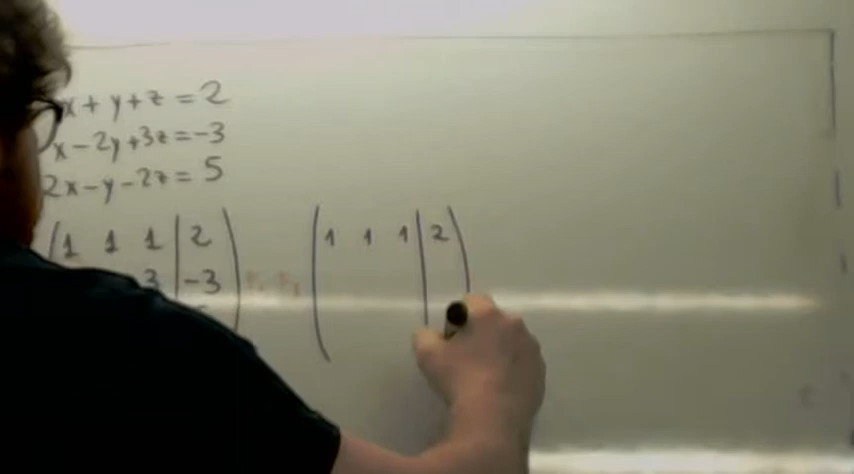 x + y + z = 2
x - 2y + 3z = -3
2x - y - 2z = 5
1 1 1 2 1 1 1 2
3 -3